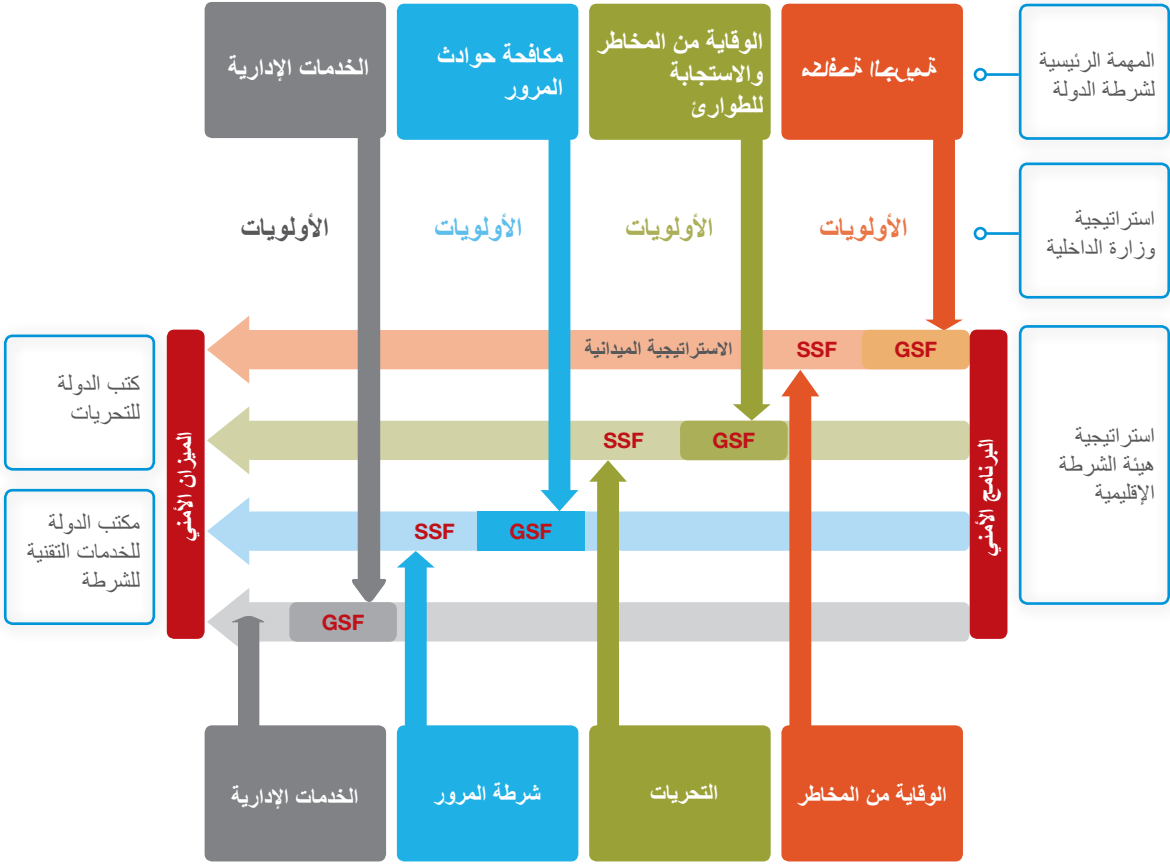 المهمة الرئيسية
لشرطة الدولة
مكافحة الجريمة
الوقاية من المخاطر
والاستجابة
للطوارئ
مكافحة حوادث
المرور
الخدمات الإدارية
استراتيجية
وزارة الداخلية
الأولويات
الأولويات
الأولويات
الأولويات
استراتيجية
هيئة الشرطة
الإقليمية
البرنامج الأمني
GSF
SSF
الاستراتيجية الميدانية
GSF
SSF
GSF
SSF
GSF
الميزان الأمني
كتب الدولة
للتحريات
مكتب الدولة
للخدمات التقنية
للشرطة
الوقاية من المخاطر
التحريات
شرطة المرور
الخدمات الإدارية